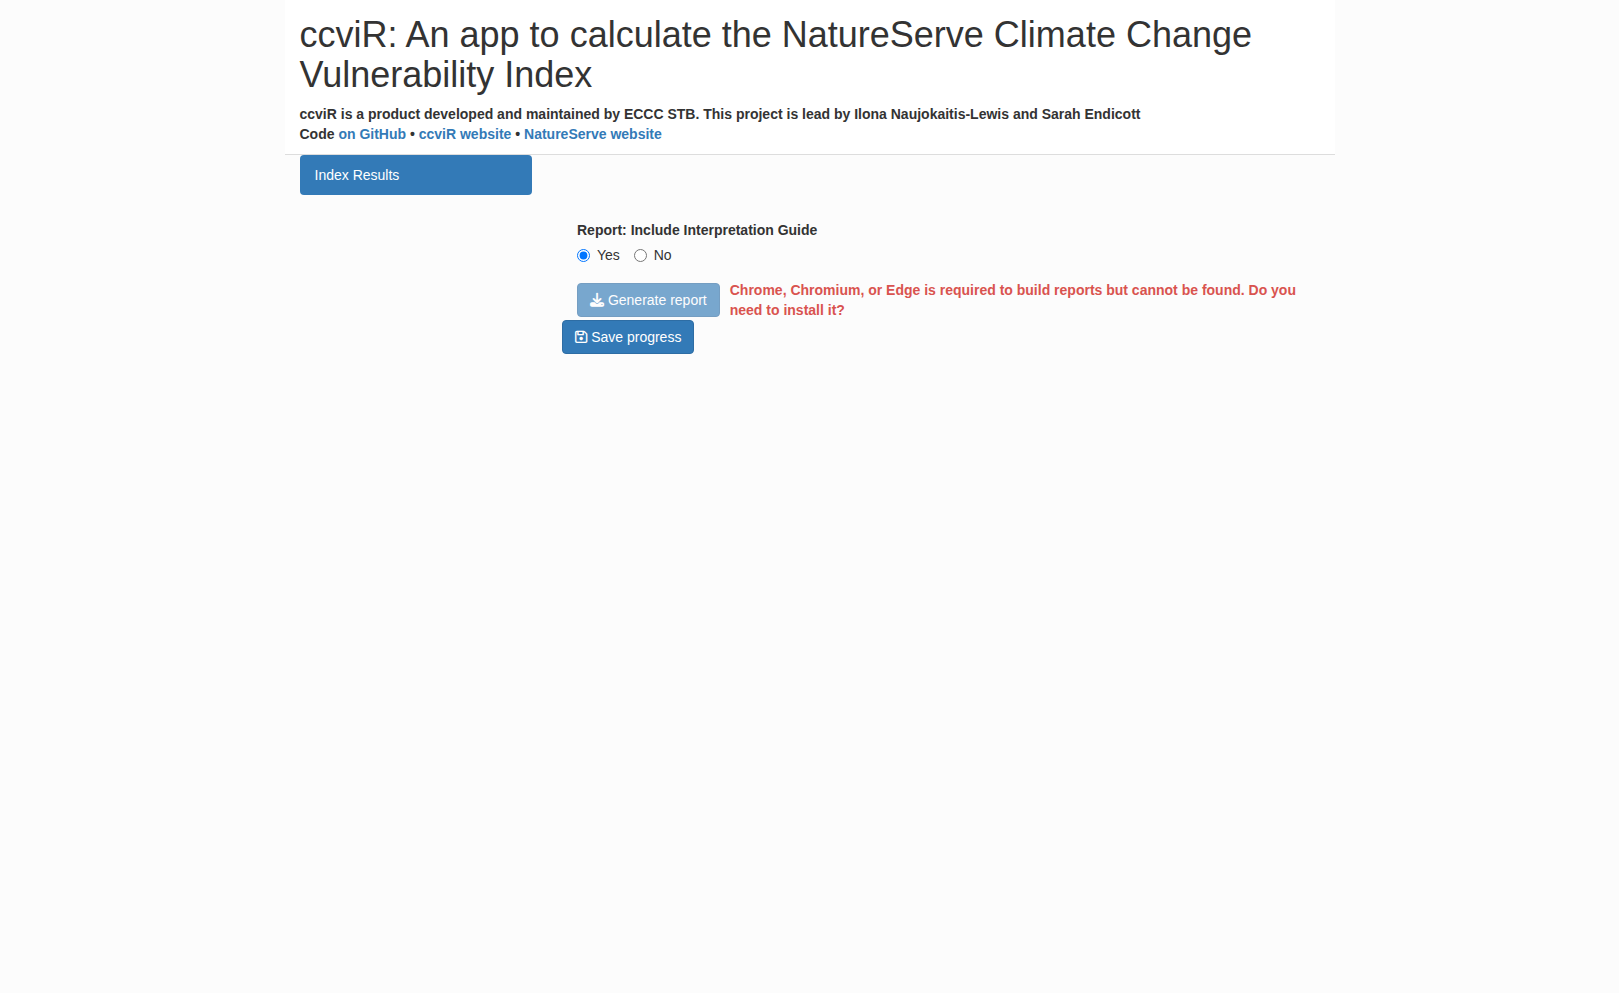 ccviR: An app to calculate the NatureServe Climate Change
Vulnerability Index
ccviR is a product developed and maintained by ECCC STB. This project is lead by Ilona Naujokaitis-Lewis and Sarah Endicott
Code on GitHub • ccviR website • NatureServe website
Index Results
Report: Include Interpretation Guide
Yes No
Generate report
Chrome, Chromium, or Edge is required to build reports but cannot be found. Do you
need to install it?
Save progress